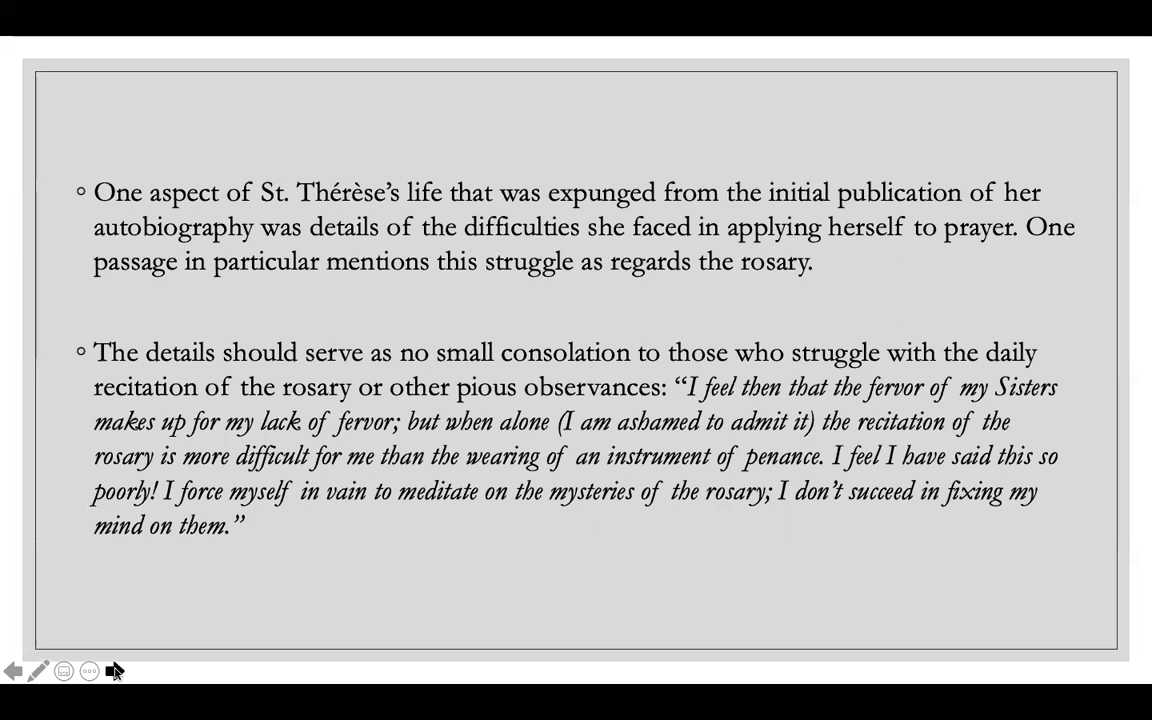 ◦ One aspect of St. Thérèse’s life that was expunged from the initial publication of her
autobiography was details of the difficulties she faced in applying herself to prayer. One
passage in particular mentions this struggle as regards the rosary.
◦ The details should serve as no small consolation to those who struggle with the daily
recitation of the rosary or other pious observances: “I feel then that the fervor of my Sisters
makes up for my lack of fervor; but when alone (I am ashamed to admit it) the recitation of the
rosary is more difficult for me than the wearing of an instrument of penance. I feel I have said this so
poorly! I force myself in vain to meditate on the mysteries of the rosary; I don’t succeed in fixing my
mind on them.”